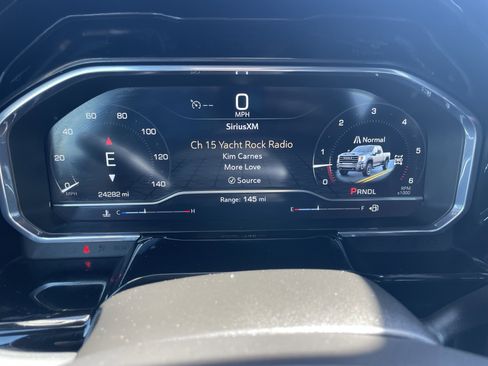 0
MPH
SiriusXM
Ch 15 Yacht Rock Radio
Kim Carnes
More Love
Source
Range: 145 mi
20 40 60 80 100 120 140
0
MPH
E
24282 mi
C H
0 1 2 3 4 5 6
Normal
PRNDL
RPM
x1000
E F